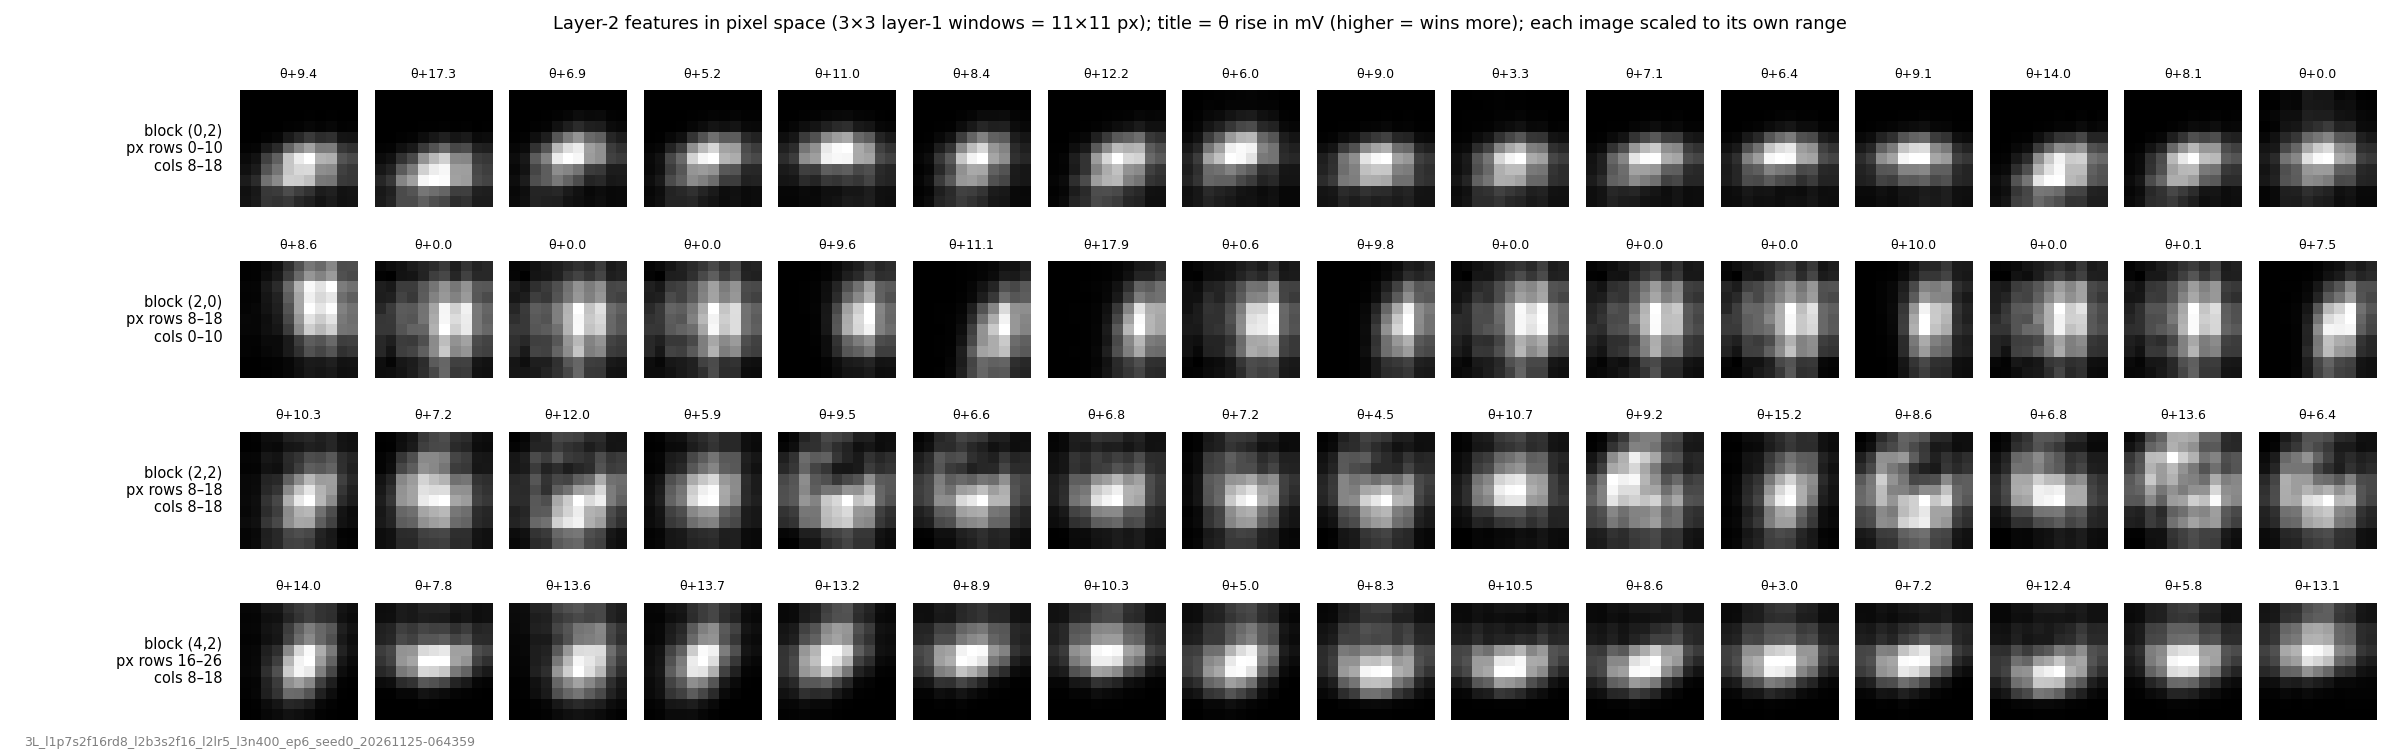 Layer-2 features in pixel space (3×3 layer-1 windows = 11×11 px); title = θ rise in mV (higher = wins more); each image scaled to its own range
θ+9.4 θ+17.3 θ+6.9 θ+5.2 θ+11.0 θ+8.4 θ+12.2 θ+6.0 θ+9.0 θ+3.3 θ+7.1 θ+6.4 θ+9.1 θ+14.0 θ+8.1 θ+0.0
block (0,2)
px rows 0–10
cols 8–18
θ+8.6 θ+0.0 θ+0.0 θ+0.0 θ+9.6 θ+11.1 θ+17.9 θ+0.6 θ+9.8 θ+0.0 θ+0.0 θ+0.0 θ+10.0 θ+0.0 θ+0.1 θ+7.5
block (2,0)
px rows 8–18
cols 0–10
θ+10.3 θ+7.2 θ+12.0 θ+5.9 θ+9.5 θ+6.6 θ+6.8 θ+7.2 θ+4.5 θ+10.7 θ+9.2 θ+15.2 θ+8.6 θ+6.8 θ+13.6 θ+6.4
block (2,2)
px rows 8–18
cols 8–18
θ+14.0 θ+7.8 θ+13.6 θ+13.7 θ+13.2 θ+8.9 θ+10.3 θ+5.0 θ+8.3 θ+10.5 θ+8.6 θ+3.0 θ+7.2 θ+12.4 θ+5.8 θ+13.1
block (4,2)
px rows 16–26
cols 8–18
3L_l1p7s2f16rd8_l2b3s2f16_l2lr5_l3n400_ep6_seed0_20261125-064359